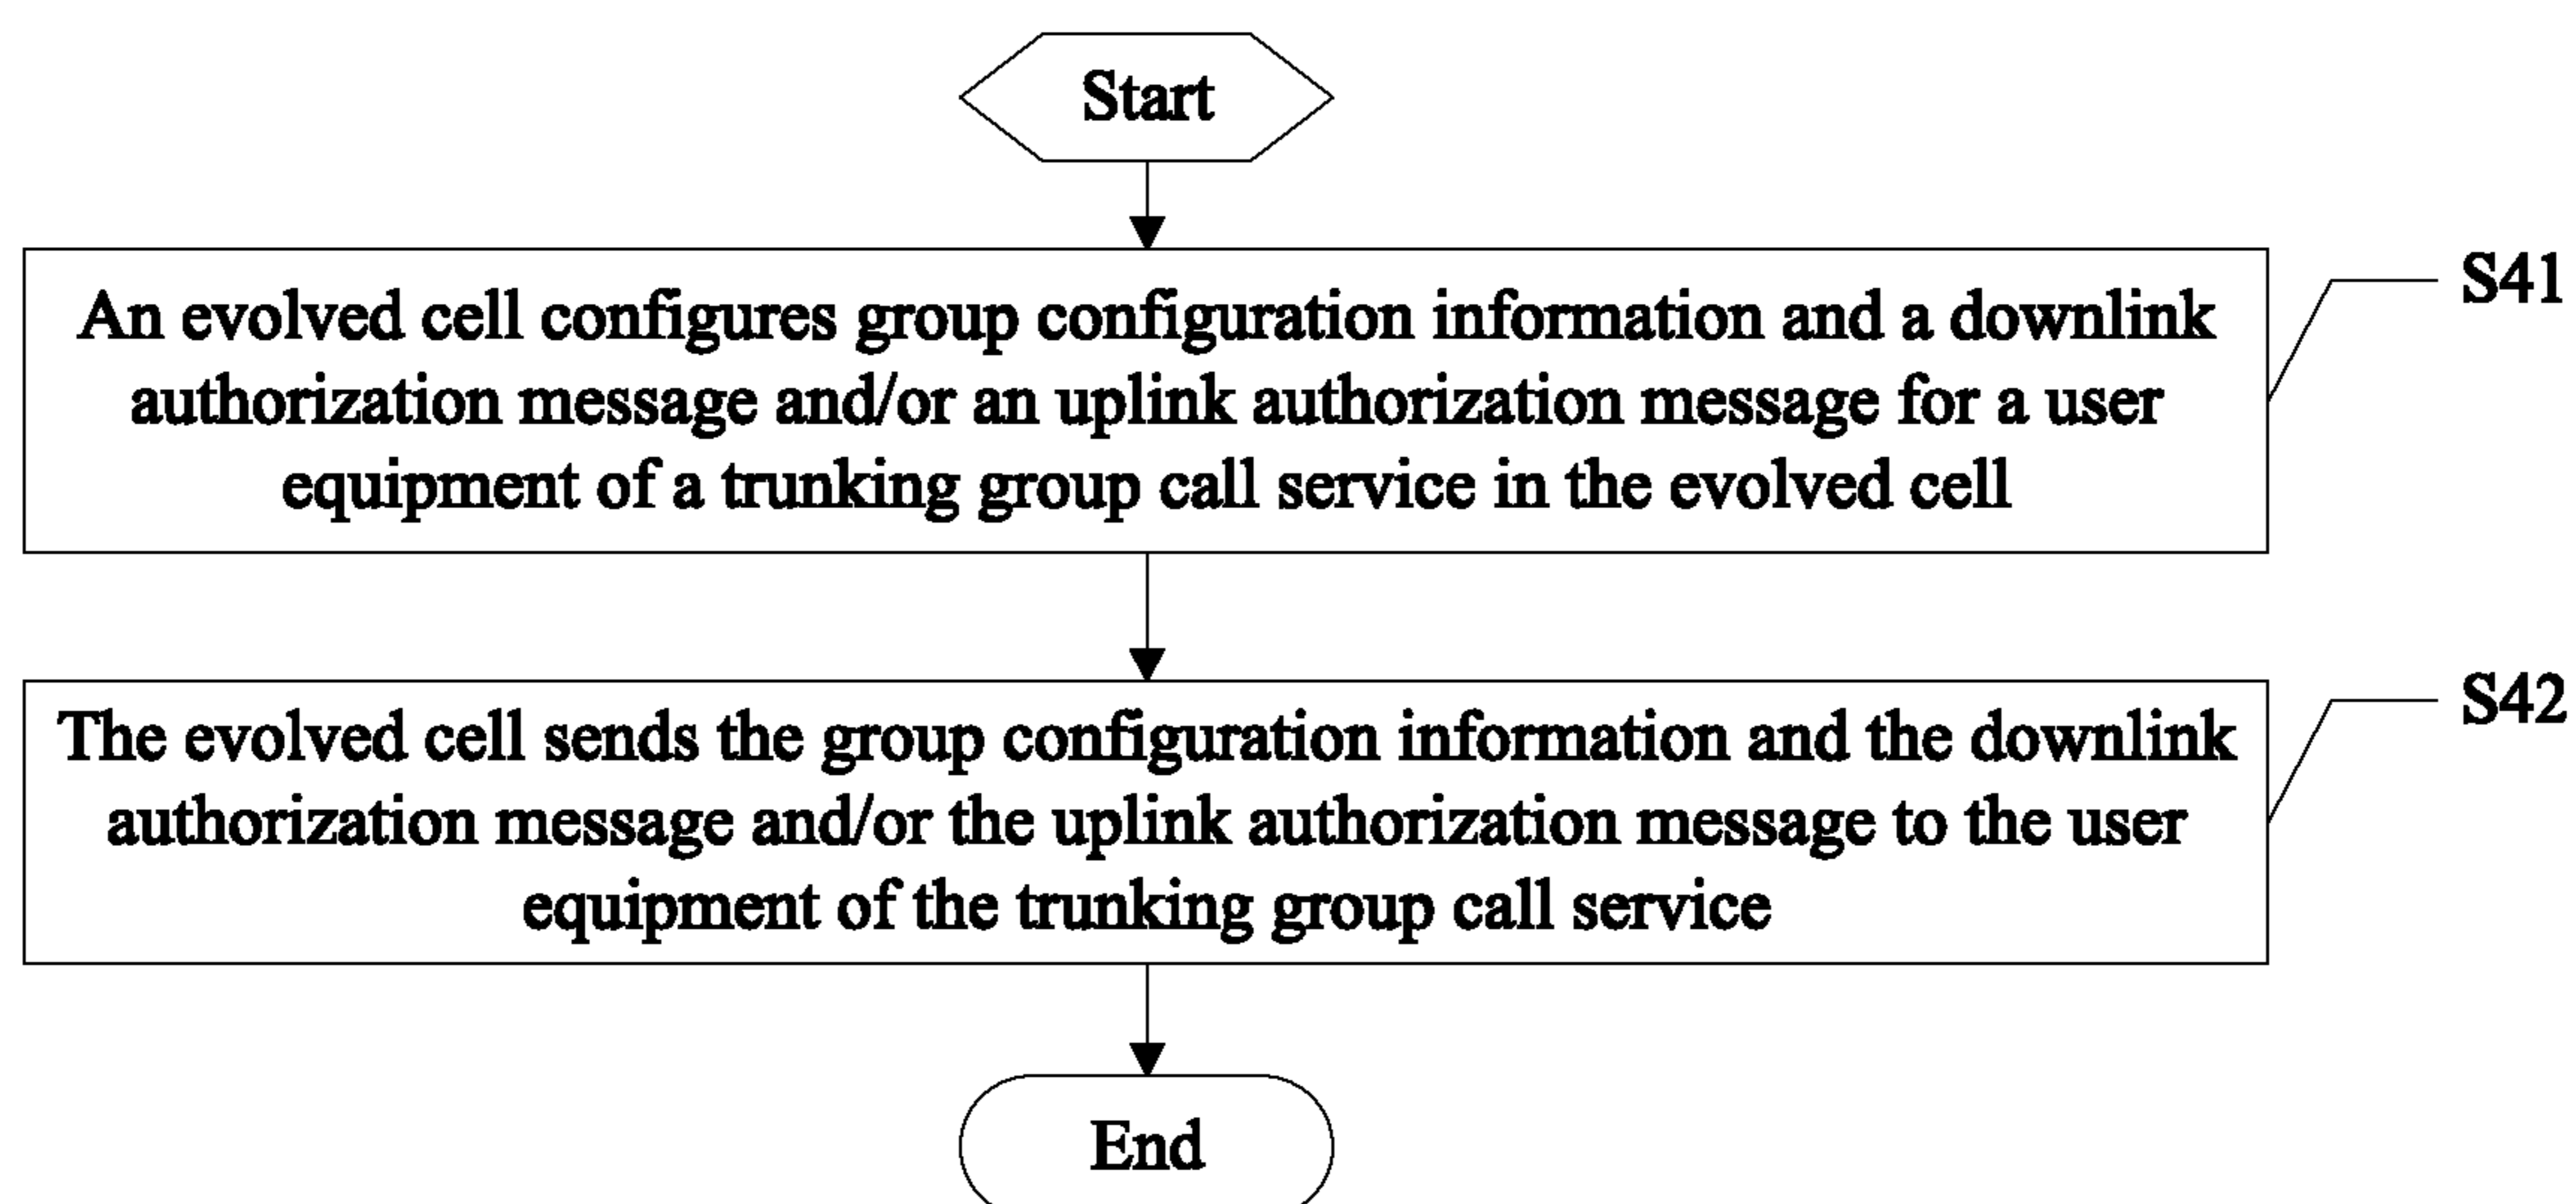 Start
An evolved cell configures group configuration information and a downlink
authorization message and/or an uplink authorization message for a user
equipment of a trunking group call service in the evolved cell
S41
The evolved cell sends the group configuration information and the downlink
authorization message and/or the uplink authorization message to the user
equipment of the trunking group call service
S42
End